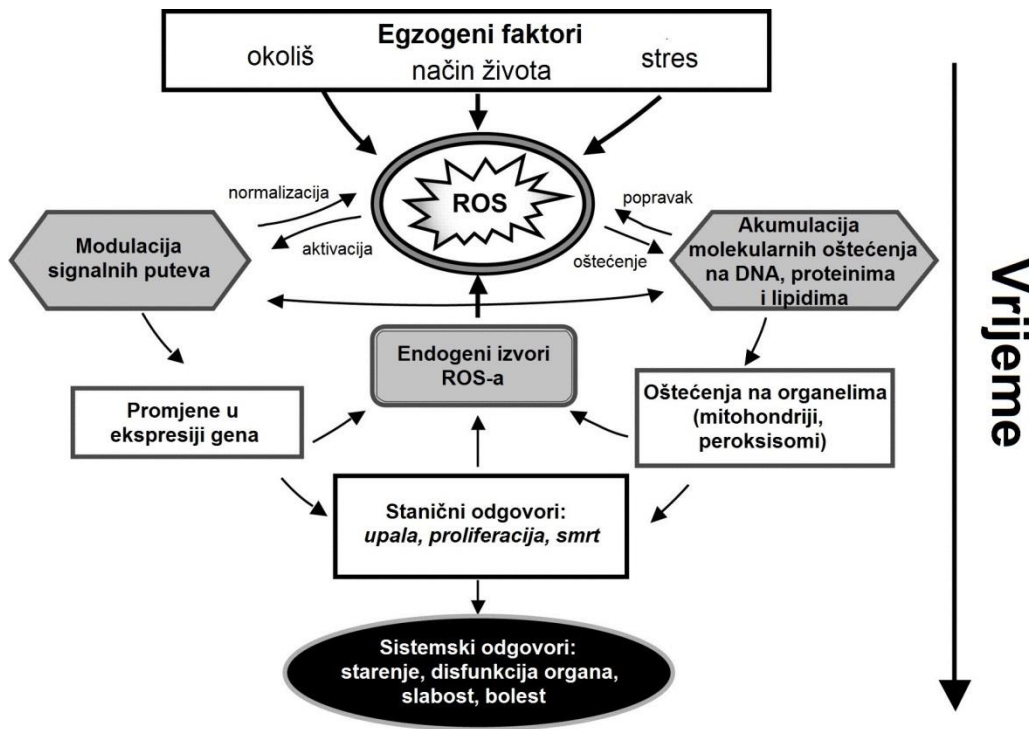 Egzogeni faktori
okoliš
način života
stres
ROS
normalizacija
aktivacija
popravak
oštećenje
Modulacija
signalnih puteva
Akumulacija
molekularnih oštećenja
na DNA, proteinima
i lipidima
Endogeni izvori
ROS-a
Promjene u
ekspresiji gena
Oštećenja na organelima
(mitohondriji,
peroksisomi)
Stanični odgovori:
upala, proliferacija, smrt
Sistemski odgovori:
starenje, disfunkcija organa,
slabost, bolest
Vrijeme